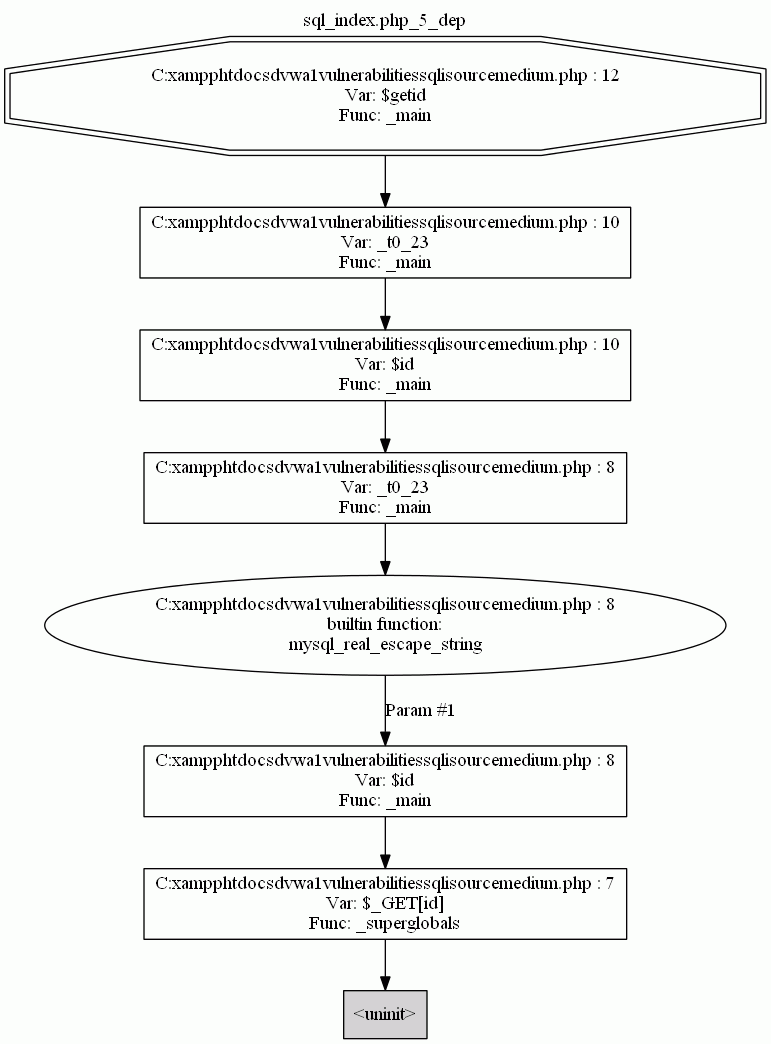 sql_index.php_5_dep
C:xampphtdocsdvwa1vulnerabilitiessqlisourcemedium.php : 12
Var: $getid
Func: _main
C:xampphtdocsdvwa1vulnerabilitiessqlisourcemedium.php : 10
Var: _t0_23
Func: _main
C:xampphtdocsdvwa1vulnerabilitiessqlisourcemedium.php : 10
Var: $id
Func: _main
C:xampphtdocsdvwa1vulnerabilitiessqlisourcemedium.php : 8
Var: _t0_23
Func: _main
C:xampphtdocsdvwa1vulnerabilitiessqlisourcemedium.php : 8
builtin function:
mysql_real_escape_string
Param #1
C:xampphtdocsdvwa1vulnerabilitiessqlisourcemedium.php : 8
Var: $id
Func: _main
C:xampphtdocsdvwa1vulnerabilitiessqlisourcemedium.php : 7
Var: $_GET[id]
Func: _superglobals
<uninit>